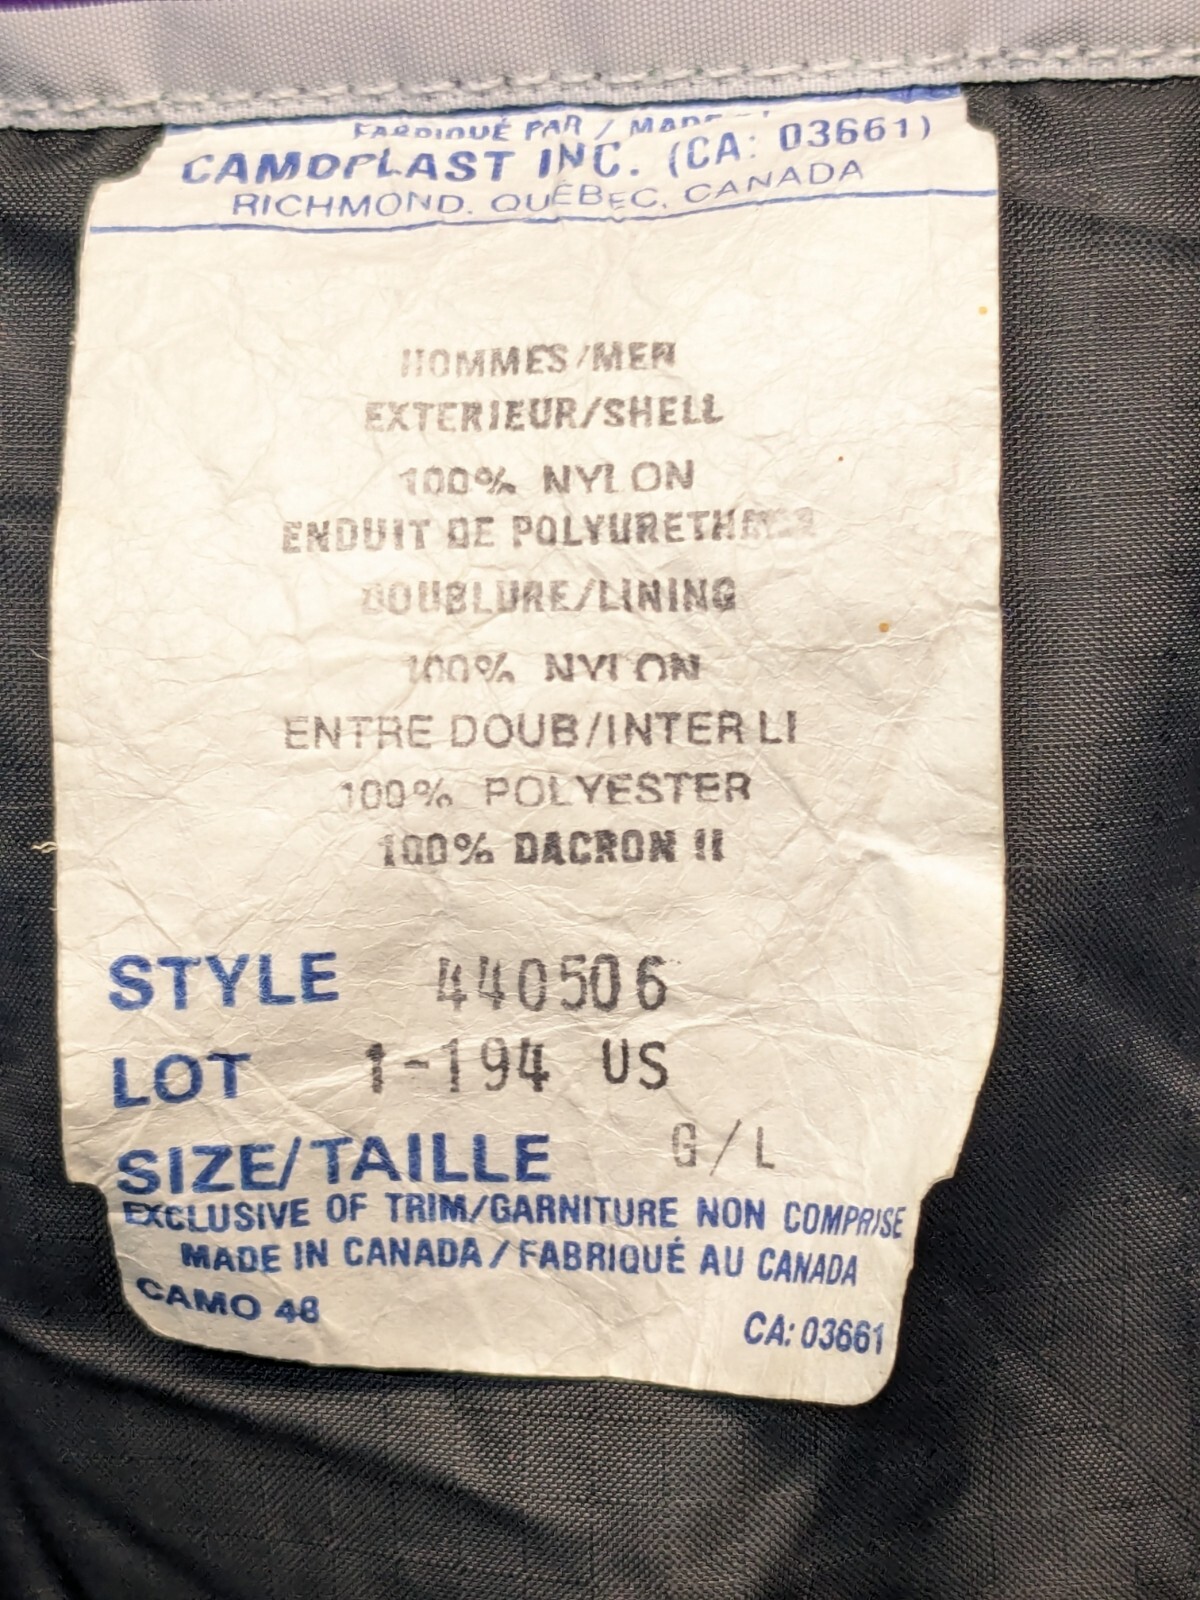 FABRIQUÉ PAR / MADE
CAMOPLAST INC. (CA: 03661)
RICHMOND, QUÉBEC, CANADA
HOMMES/MEN
EXTERIEUR/SHELL
100% NYLON
ENDUIT DE POLYURETHANE
DOUBLURE/LINING
100% NYLON
ENTRE DOUB/INTER LI
100% POLYESTER
100% DACRON II
STYLE 440506
LOT 1-194 US
SIZE/TAILLE G/L
EXCLUSIVE OF TRIM/GARNITURE NON COMPRISE
MADE IN CANADA / FABRIQUÉ AU CANADA
CAMO 48
CA: 03661